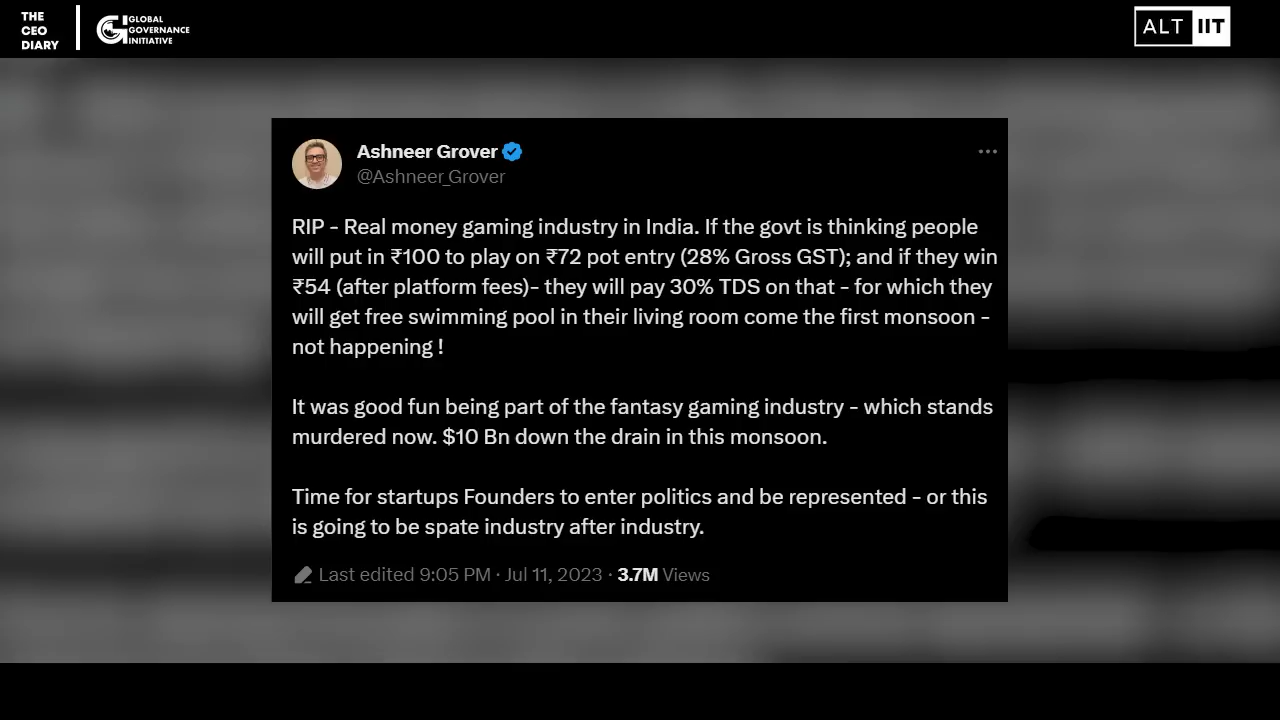 THE
CEO
DIARY
GLOBAL
GOVERNANCE
INITIATIVE
ALT IIT
Ashneer Grover
@Ashneer_Grover
RIP - Real money gaming industry in India. If the govt is thinking people
will put in ₹100 to play on ₹72 pot entry (28% Gross GST); and if they win
₹54 (after platform fees)- they will pay 30% TDS on that - for which they
will get free swimming pool in their living room come the first monsoon -
not happening !
It was good fun being part of the fantasy gaming industry - which stands
murdered now. $10 Bn down the drain in this monsoon.
Time for startups Founders to enter politics and be represented - or this
is going to be spate industry after industry.
Last edited 9:05 PM · Jul 11, 2023 · 3.7M Views